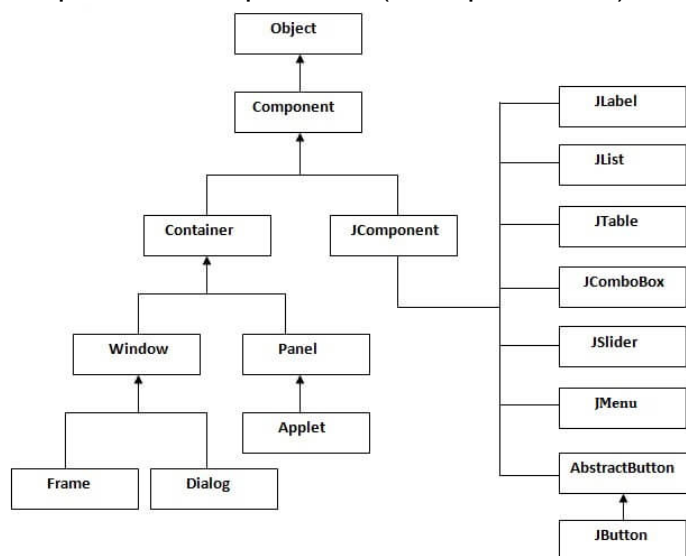 Object
Component
JLabel
JList
Container
JComponent
JTable
JComboBox
Window
Panel
JSlider
JMenu
Applet
AbstractButton
Frame
Dialog
JButton